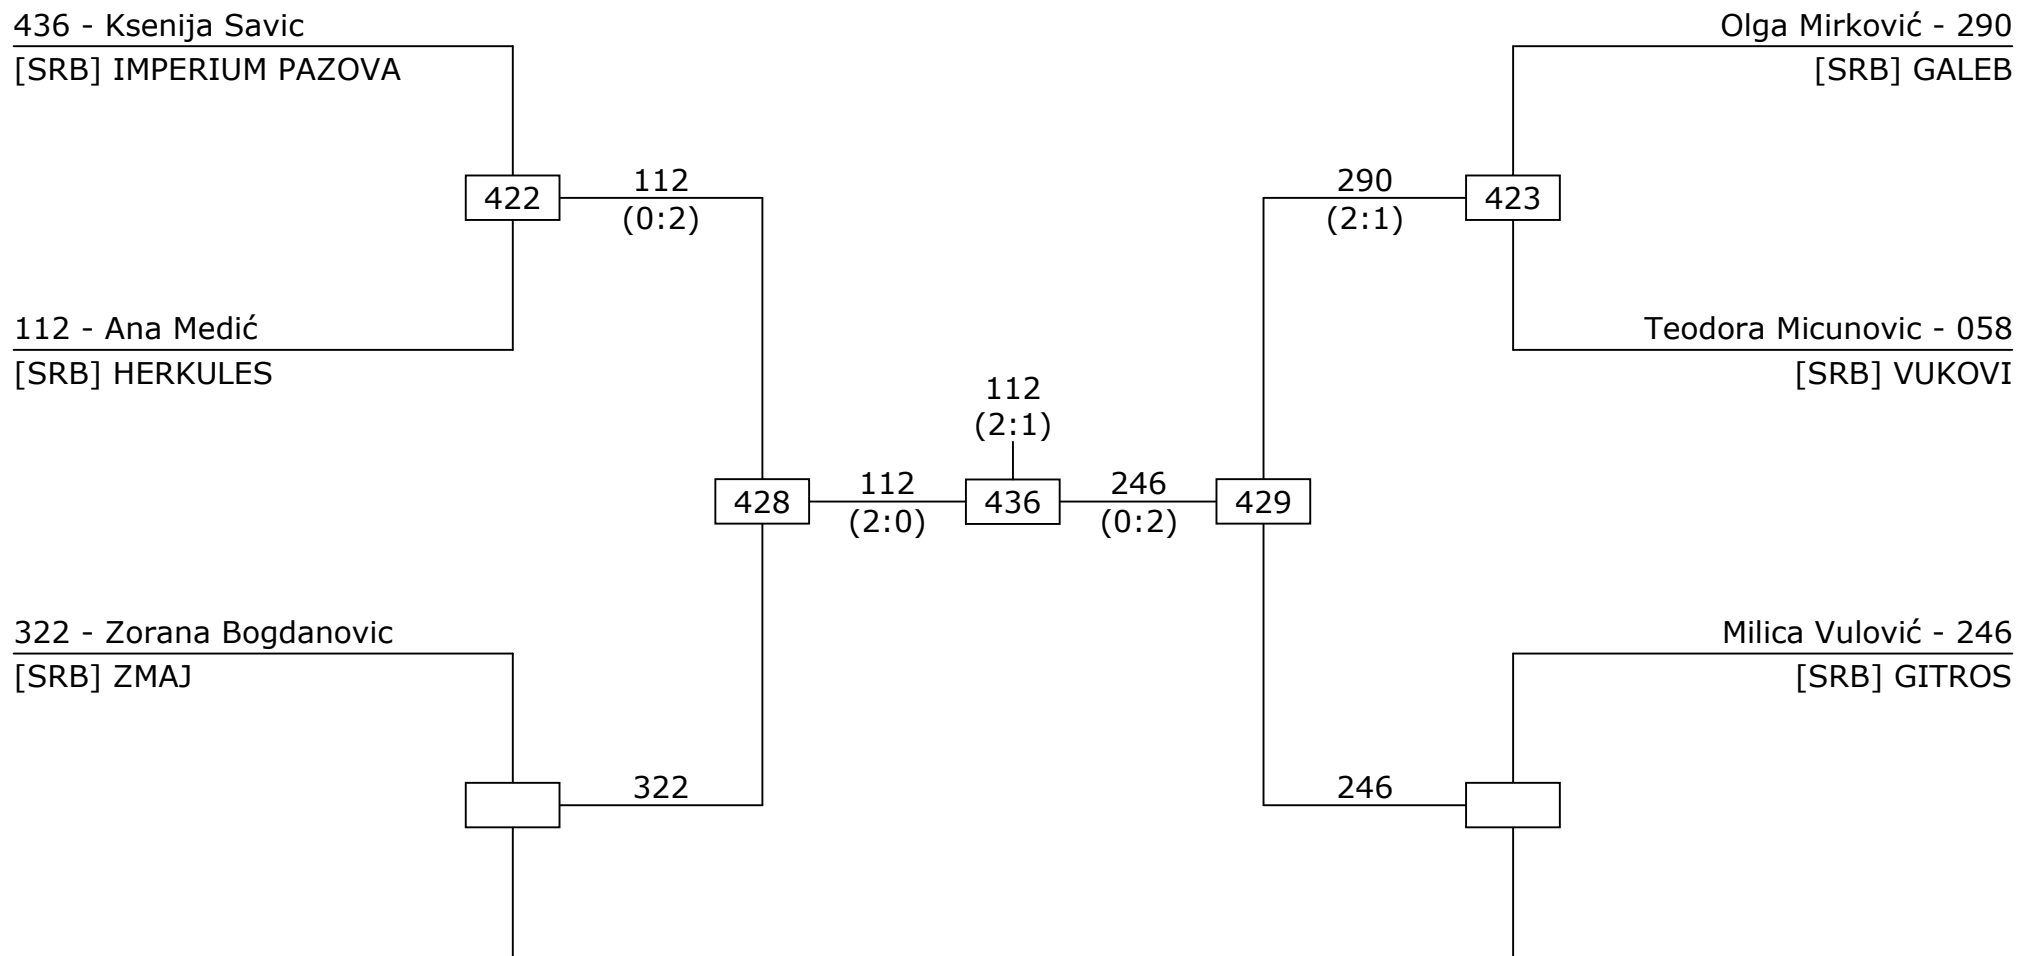 436 - Ksenija Savic
[SRB] IMPERIUM PAZOVA
Olga Mirković - 290
[SRB] GALEB
422
112
(0:2)
290
(2:1)
423
112 - Ana Medić
[SRB] HERKULES
Teodora Micunovic - 058
[SRB] VUKOVI
112
(2:1)
428
112
(2:0)
436
246
(0:2)
429
322 - Zorana Bogdanovic
[SRB] ZMAJ
Milica Vulović - 246
[SRB] GITROS
322
246